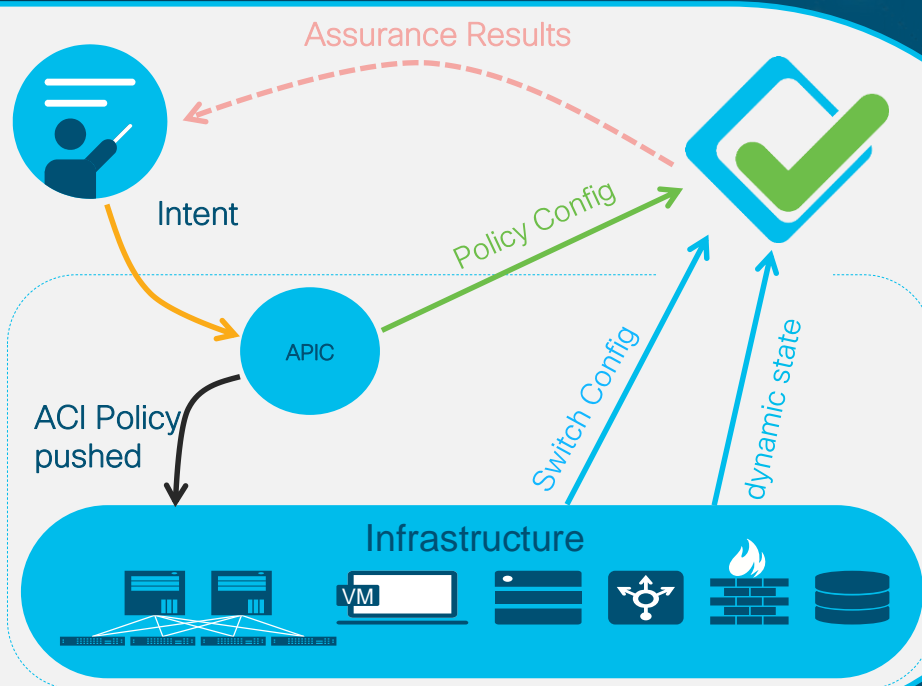 Assurance Results
Intent
Policy Config
APIC
Switch Config
dynamic state
ACI Policy
pushed
Infrastructure
VM